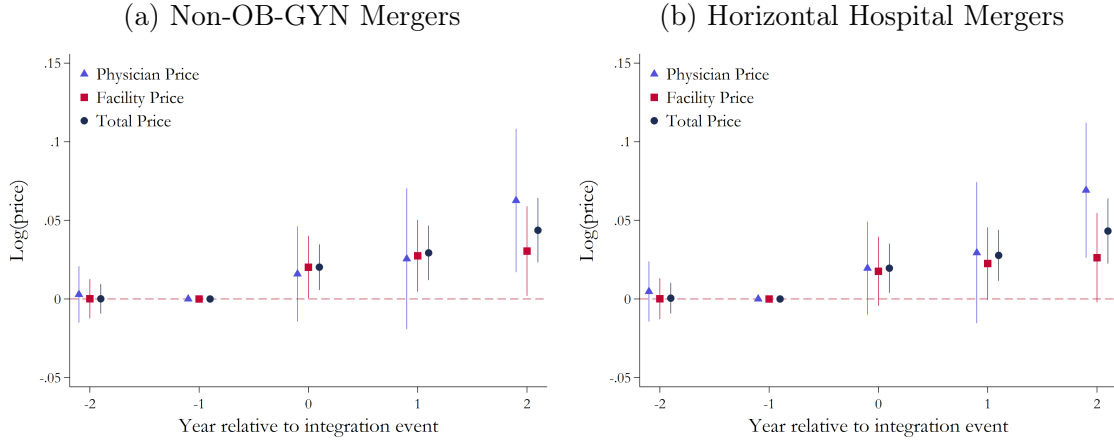 (a) Non-OB-GYN Mergers
.15
Physician Price
Facility Price
Total Price
.1
.05
0
-.05
Log(price)
-2 -1 0 1 2
Year relative to integration event
(b) Horizontal Hospital Mergers
.15
Physician Price
Facility Price
Total Price
.1
.05
0
-.05
Log(price)
-2 -1 0 1 2
Year relative to integration event